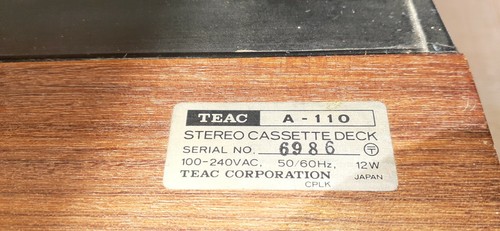 TEAC A-110
STEREO CASSETTE DECK
SERIAL NO. 6986 〒
100-240VAC, 50/60Hz, 12W
TEAC CORPORATION JAPAN
CPLK